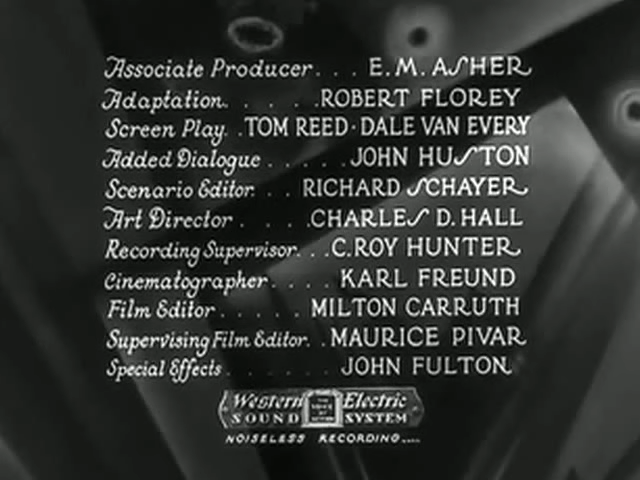 Associate Producer. . . E. M. ASHER
Adaptation. . . . . .ROBERT FLOREY
Screen Play. .TOM REED·DALE VAN EVERY
Added Dialogue . . . . . JOHN HUSTON
Scenario Editor. . . RICHARD SCHAYER
Art Director . . . . .CHARLES D. HALL
Recording Supervisor. . .C. ROY HUNTER
Cinematographer. . . . . KARL FREUND
Film Editor . . . . . MILTON CARRUTH
Supervising Film Editor. . MAURICE PIVAR
Special Effects . . . . . . . JOHN FULTON
Western Electric
SOUND SYSTEM
NOISELESS RECORDING....